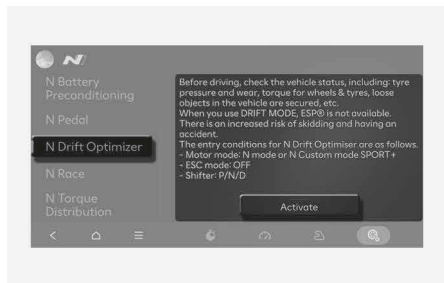 N
N Battery
Preconditioning
N Pedal
N Drift Optimizer
N Race
N Torque
Distribution
Before driving, check the vehicle status, including: tyre
pressure and wear, torque for wheels & tyres, loose
objects in the vehicle are secured, etc.
When you use DRIFT MODE, ESP® is not available.
There is an increased risk of skidding and having an
accident.
The entry conditions for N Drift Optimiser are as follows.
- Motor mode: N mode or N Custom mode SPORT+
- ESC mode: OFF
- Shifter: P/N/D
Activate